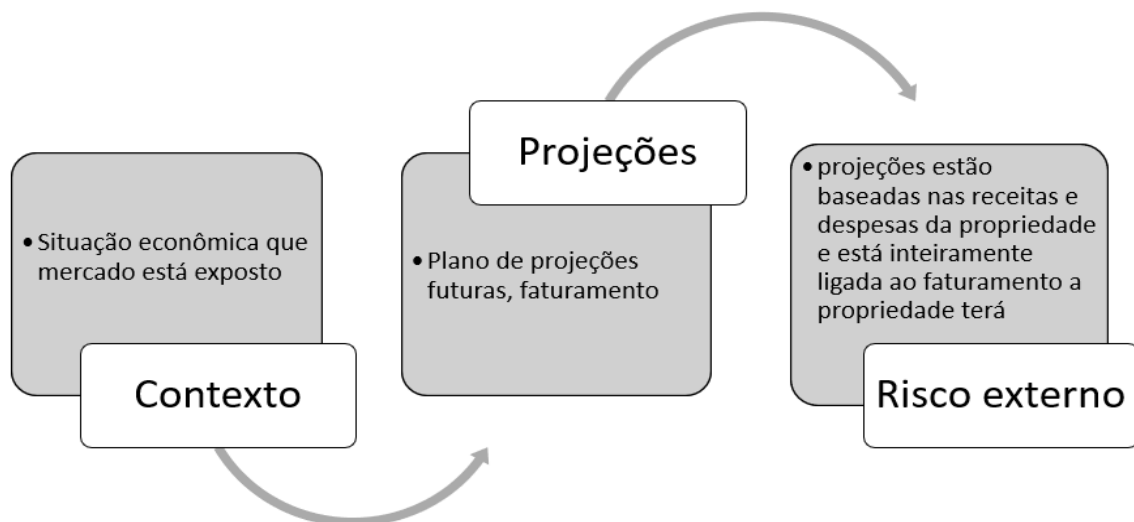 • Situação econômica que
mercado está exposto
Contexto
Projeções
• Plano de projeções
futuras, faturamento
• projeções estão
baseadas nas receitas e
despesas da propriedade
e está inteiramente
ligada ao faturamento a
propriedade terá
Risco externo